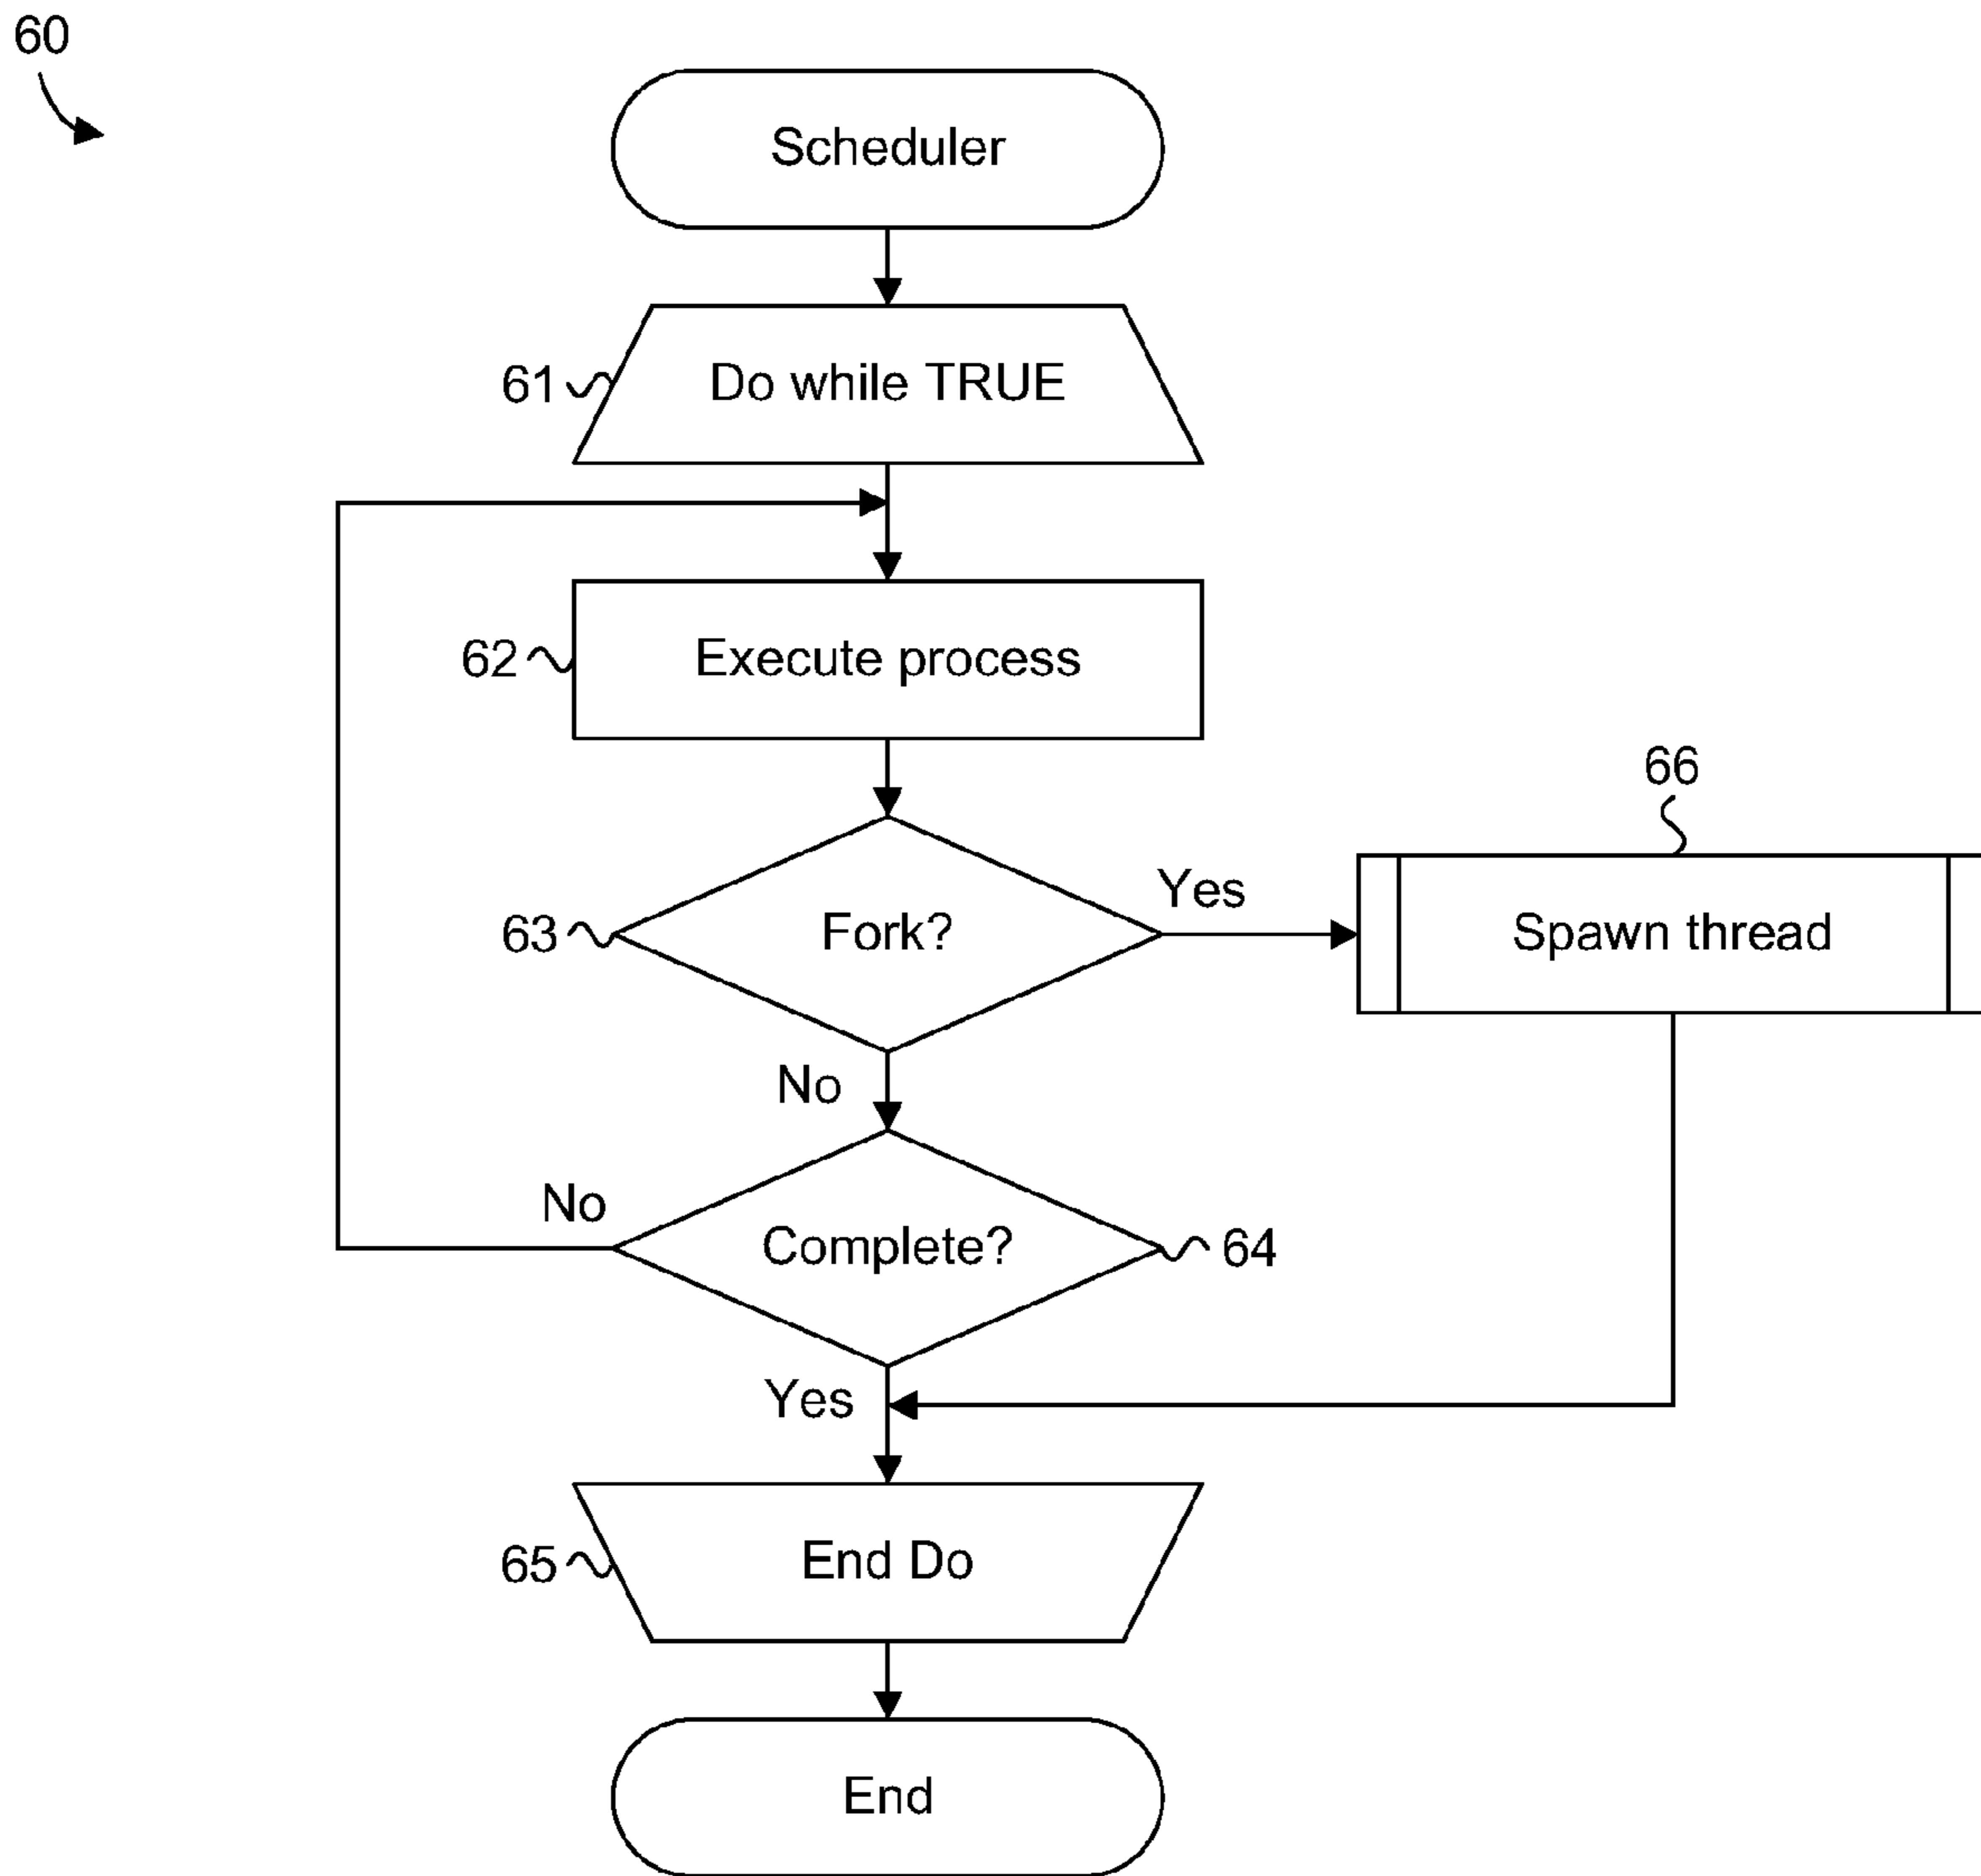 60
Scheduler
61
Do while TRUE
62
Execute process
66
63
Fork?
Yes
Spawn thread
No
No
Complete?
64
Yes
65
End Do
End